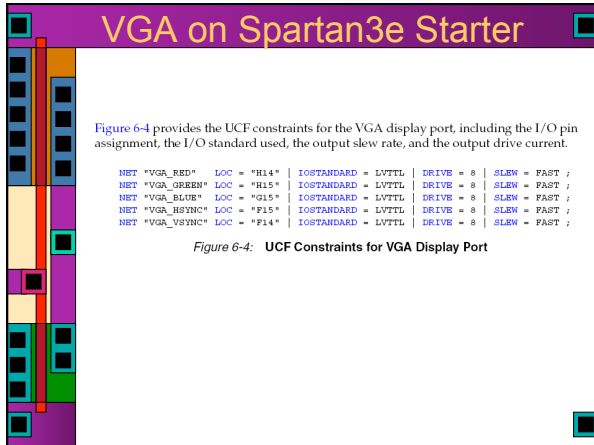 VGA on Spartan3e Starter
Figure 6-4 provides the UCF constraints for the VGA display port, including the I/O pin
assignment, the I/O standard used, the output slew rate, and the output drive current.
NET "VGA_RED" LOC = "H14" | IOSTANDARD = LVTTL | DRIVE = 8 | SLEW = FAST ;
NET "VGA_GREEN" LOC = "H15" | IOSTANDARD = LVTTL | DRIVE = 8 | SLEW = FAST ;
NET "VGA_BLUE" LOC = "G15" | IOSTANDARD = LVTTL | DRIVE = 8 | SLEW = FAST ;
NET "VGA_HSYNC" LOC = "F15" | IOSTANDARD = LVTTL | DRIVE = 8 | SLEW = FAST ;
NET "VGA_VSYNC" LOC = "F14" | IOSTANDARD = LVTTL | DRIVE = 8 | SLEW = FAST ;
Figure 6-4: UCF Constraints for VGA Display Port